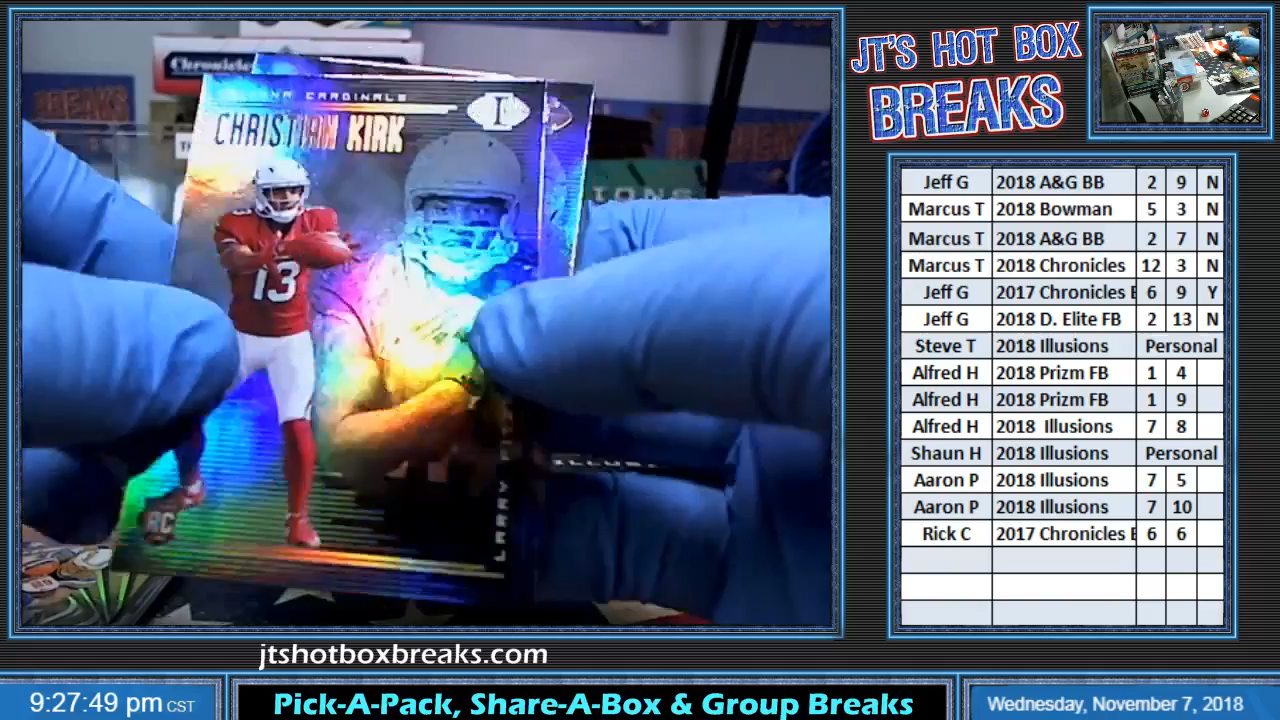 Chronicle
CARDINALS
CHRISTIAN KIRK
I
13
RC
IONS
JT'S HOT BOX
BREAKS
Jeff G 2018 A&G BB 2 9 N
Marcus T 2018 Bowman 5 3 N
Marcus T 2018 A&G BB 2 7 N
Marcus T 2018 Chronicles 12 3 N
Jeff G 2017 Chronicles 6 9 Y
Jeff G 2018 D. Elite FB 2 13 N
Steve T 2018 Illusions Personal
Alfred H 2018 Prizm FB 1 4
Alfred H 2018 Prizm FB 1 9
Alfred H 2018 Illusions 7 8
Shaun H 2018 Illusions Personal
Aaron P 2018 Illusions 7 5
Aaron P 2018 Illusions 7 10
Rick C 2017 Chronicles 6 6
jtshotboxbreaks.com
9:27:49 pm CST
Pick-A-Pack, Share-A-Box & Group Breaks
Wednesday, November 7, 2018